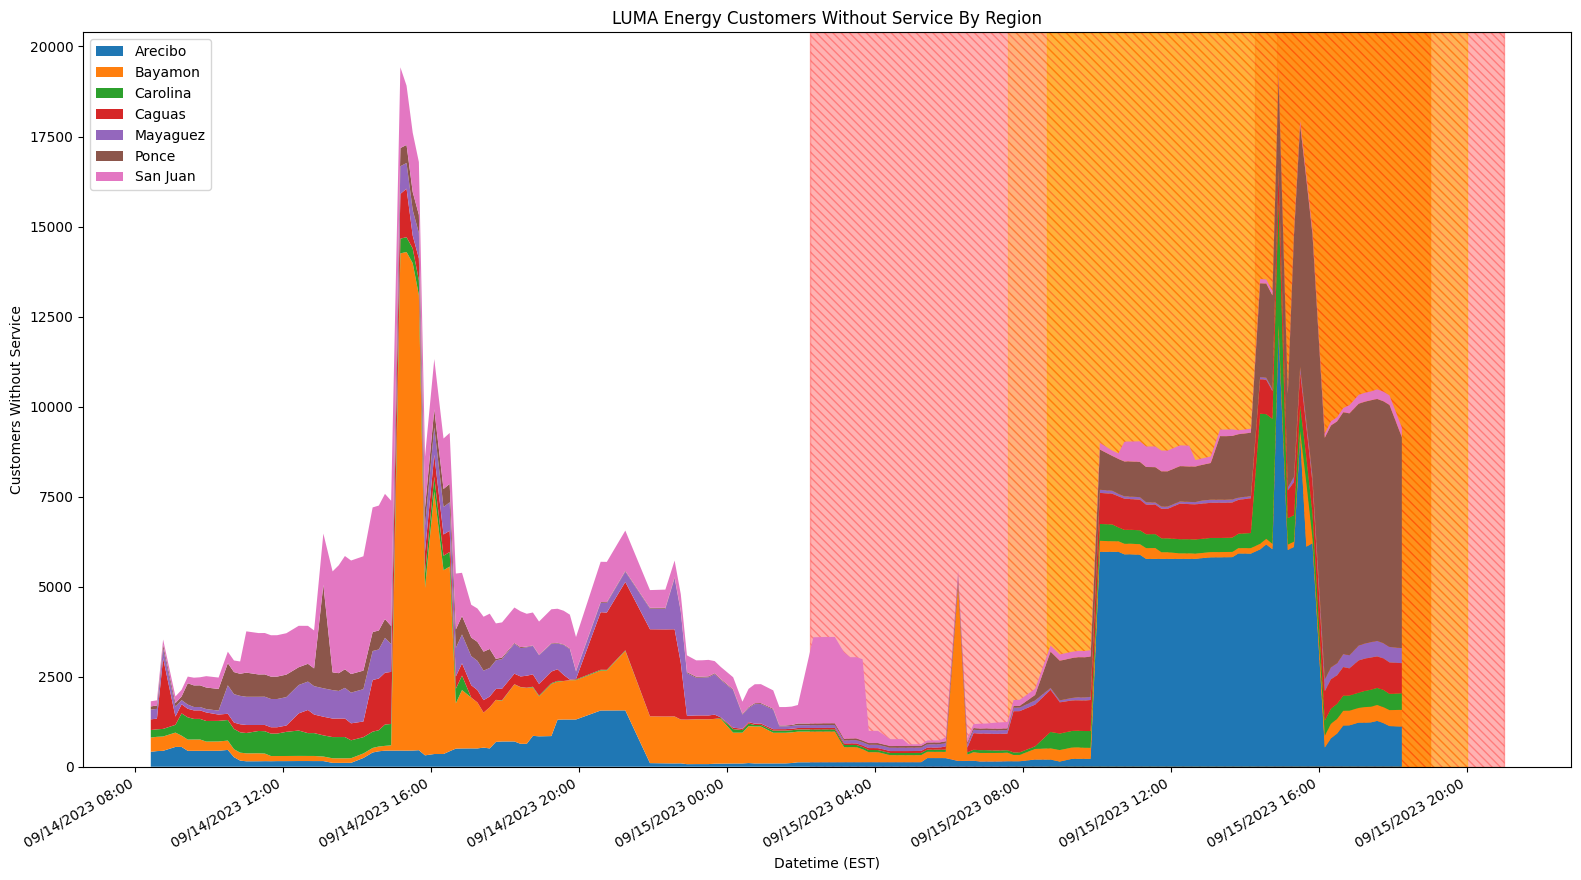 LUMA Energy Customers Without Service By Region
Arecibo
Bayamon
Carolina
Caguas
Mayaguez
Ponce
San Juan
Customers Without Service
20000
17500
15000
12500
10000
7500
5000
2500
0
09/14/2023 08:00
09/14/2023 12:00
09/14/2023 16:00
09/14/2023 20:00
09/15/2023 00:00
09/15/2023 04:00
09/15/2023 08:00
09/15/2023 12:00
09/15/2023 16:00
09/15/2023 20:00
Datetime (EST)